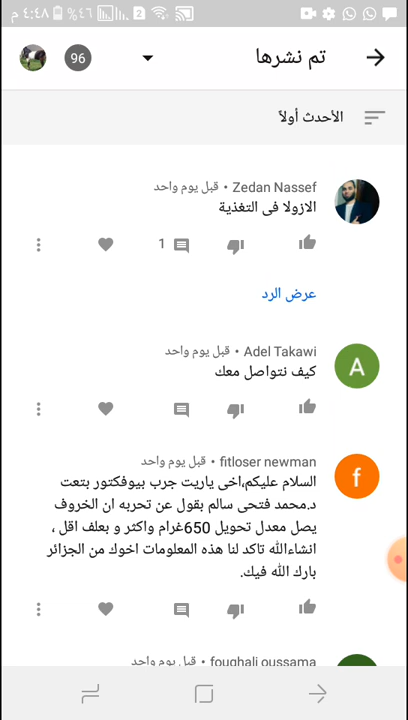 ٤:٤٨ م ٤٦% 2
تم نشرها
96
الأحدث أولاً
Zedan Nassef • قبل يوم واحد
الازولا فى التغذية
1
عرض الرد
A
Adel Takawi • قبل يوم واحد
كيف نتواصل معك
f
fitloser newman • قبل يوم واحد
السلام عليكم،اخى ياريت جرب بيوفكتور بتعت
د.محمد فتحى سالم بقول عن تحربه ان الخروف
يصل معدل تحويل 650غرام واكثر و بعلف اقل ،
انشاءالله تاكد لنا هذه المعلومات اخوك من الجزائر
بارك الله فيك.
foughali oussama • قبل يوم واحد